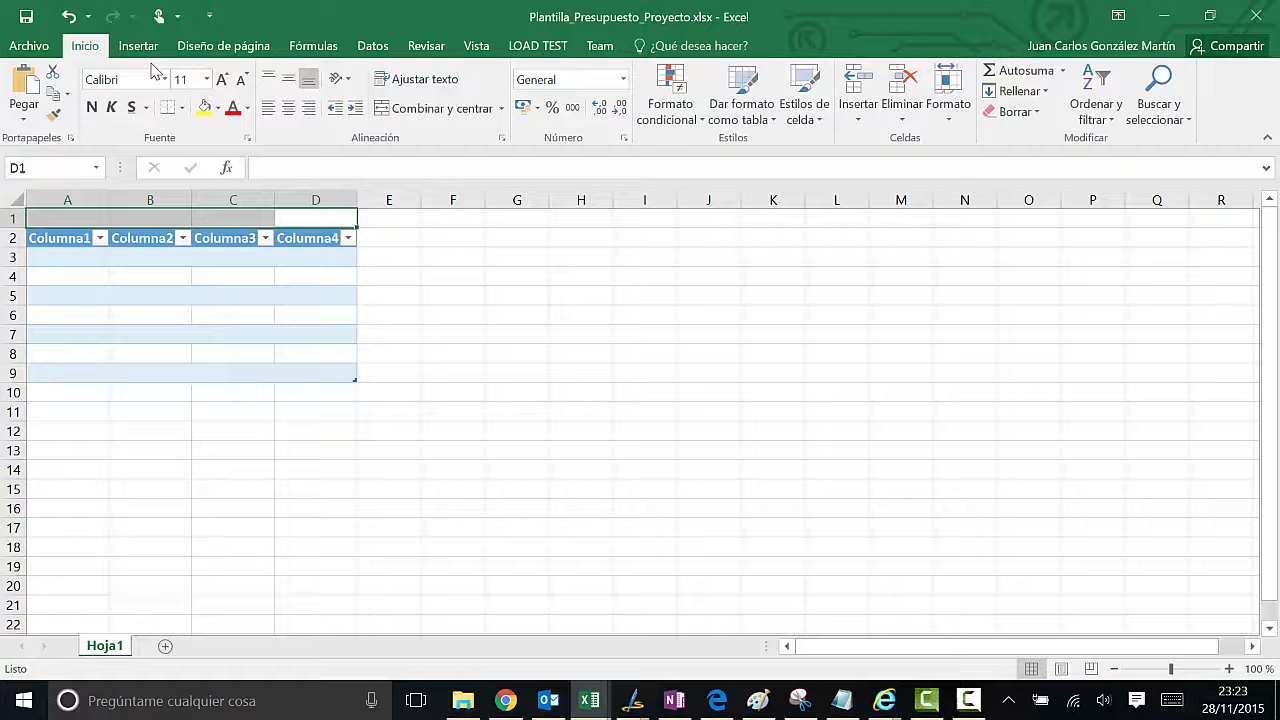 Plantilla_Presupuesto_Proyecto.xlsx - Excel
Archivo Inicio Insertar Diseño de página Fórmulas Datos Revisar Vista LOAD TEST Team ¿Qué desea hacer? Juan Carlos González Martín Compartir
Pegar
Calibri 11
N K S A
Ajustar texto
Combinar y centrar
General
% 000
Formato condicional
Dar formato como tabla
Estilos de celda
Insertar Eliminar Formato
Autosuma
Rellenar
Borrar
Ordenar y filtrar
Buscar y seleccionar
Portapapeles Fuente Alineación Número Estilos Celdas Modificar
D1 fx
A B C D E F G H I J K L M N O P Q R
1
2 Columna1 Columna2 Columna3 Columna4
3
4
5
6
7
8
9
10
11
12
13
14
15
16
17
18
19
20
21
22
Hoja1
Listo 100 %
Pregúntame cualquier cosa
23:23
28/11/2015